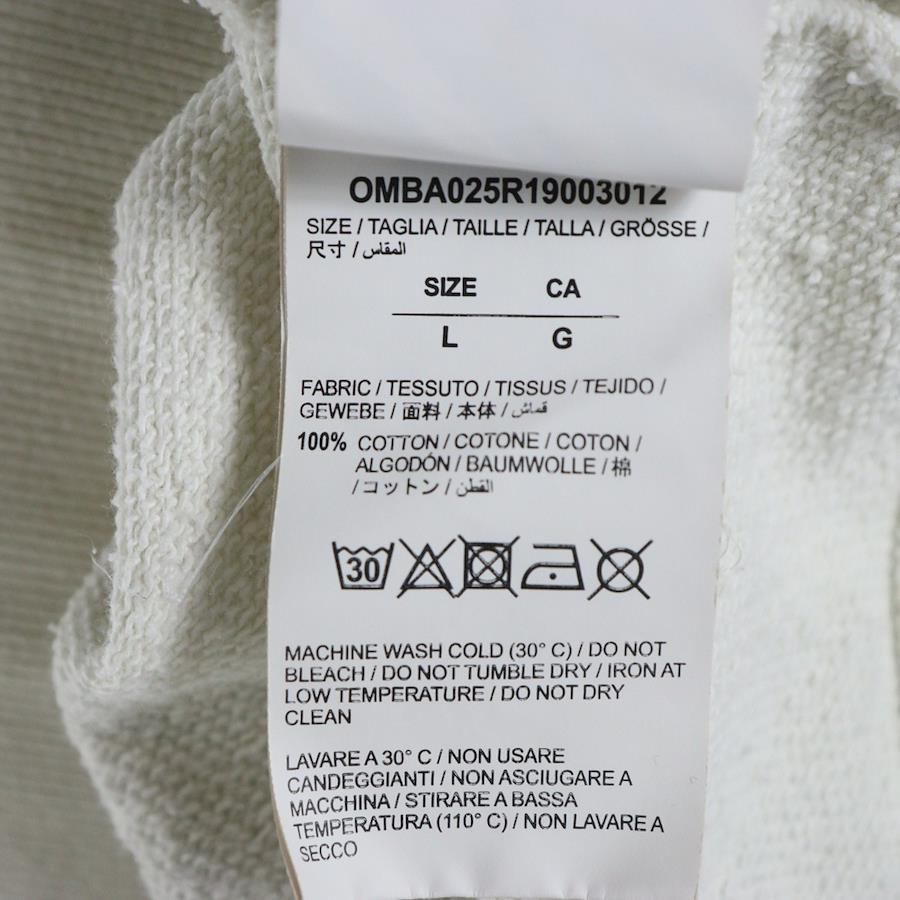 OMBA025R19003012
SIZE / TAGLIA / TAILLE / TALLA / GRÖSSE /
尺寸 / المقاس
SIZE CA
L G
FABRIC / TESSUTO / TISSUS / TEJIDO /
GEWEBE / 面料 / 本体 / قماش
100% COTTON / COTONE / COTON /
ALGODÓN / BAUMWOLLE / 棉
/ コットン / القطن
30
MACHINE WASH COLD (30° C) / DO NOT
BLEACH / DO NOT TUMBLE DRY / IRON AT
LOW TEMPERATURE / DO NOT DRY
CLEAN
LAVARE A 30° C / NON USARE
CANDEGGIANTI / NON ASCIUGARE A
MACCHINA / STIRARE A BASSA
TEMPERATURA (110° C) / NON LAVARE A
SECCO